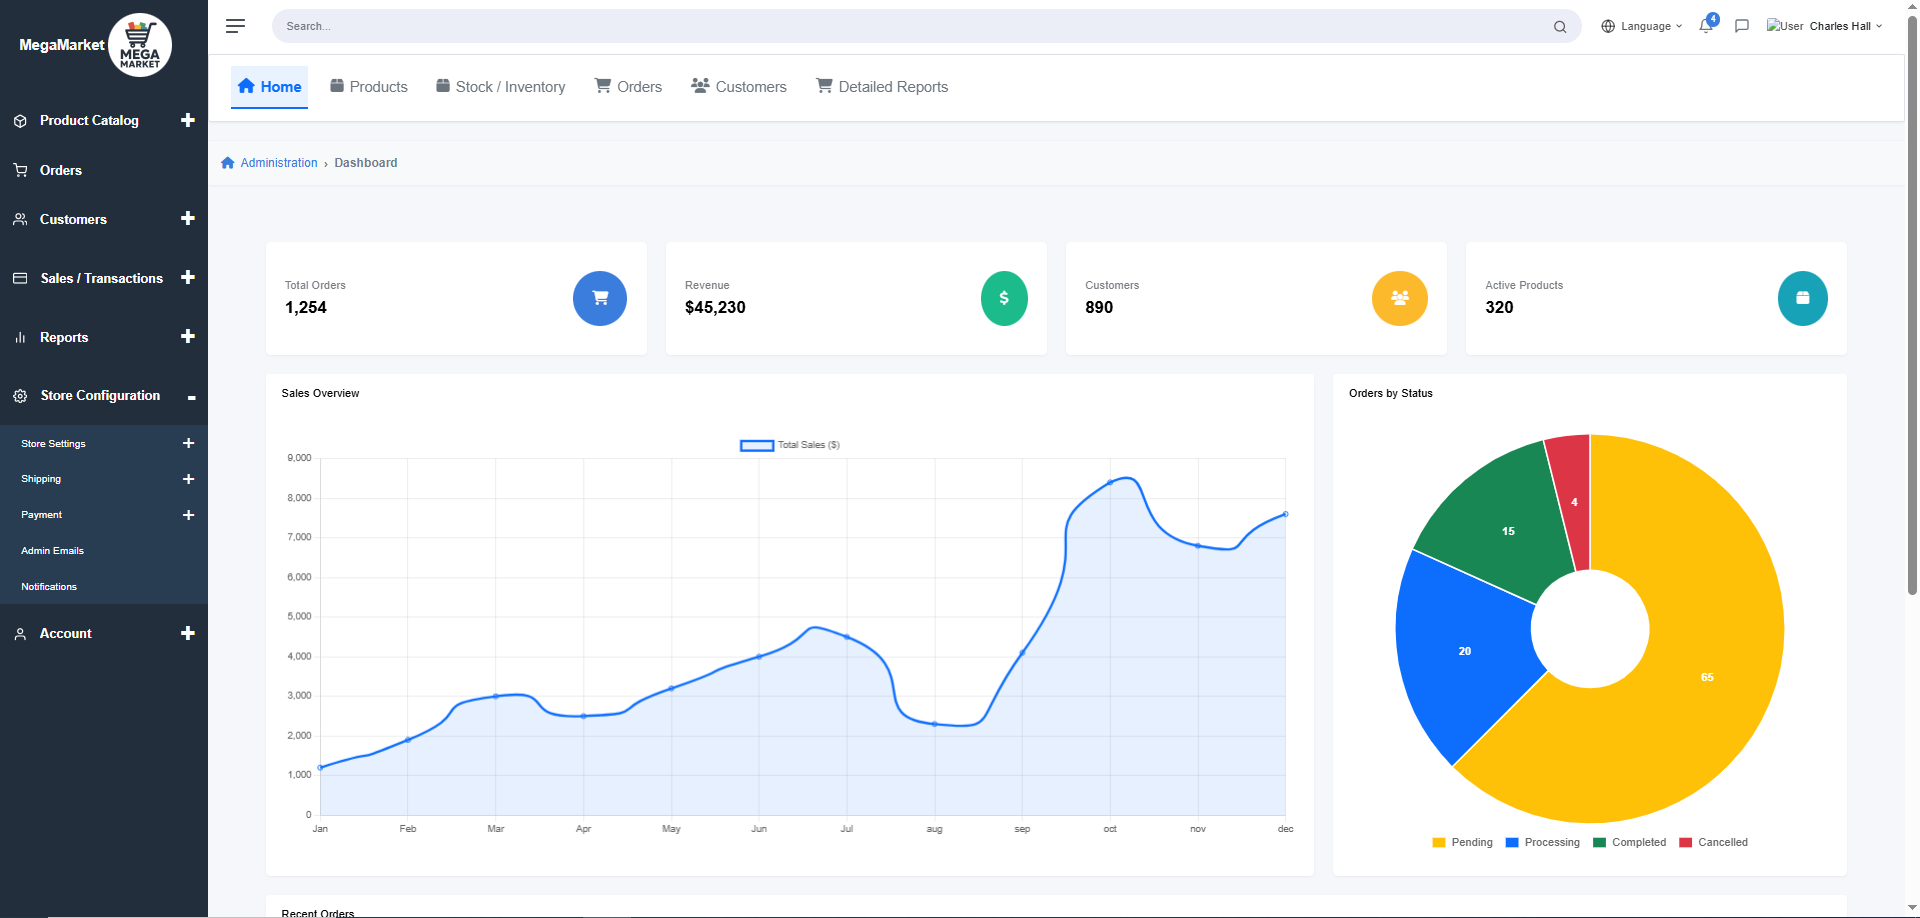 MegaMarket
MEGA
MARKET
Product Catalog
Orders
Customers
Sales / Transactions
Reports
Store Configuration
Store Settings
Shipping
Payment
Admin Emails
Notifications
Account
Search...
Language
4
User Charles Hall
Home Products Stock / Inventory Orders Customers Detailed Reports
Administration › Dashboard
Total Orders
1,254
Revenue
$45,230
$
Customers
890
Active Products
320
Sales Overview
Total Sales ($)
9,000
8,000
7,000
6,000
5,000
4,000
3,000
2,000
1,000
0
Jan Feb Mar Apr May Jun Jul aug sep oct nov dec
Orders by Status
4
15
20
65
Pending Processing Completed Cancelled
Recent Orders